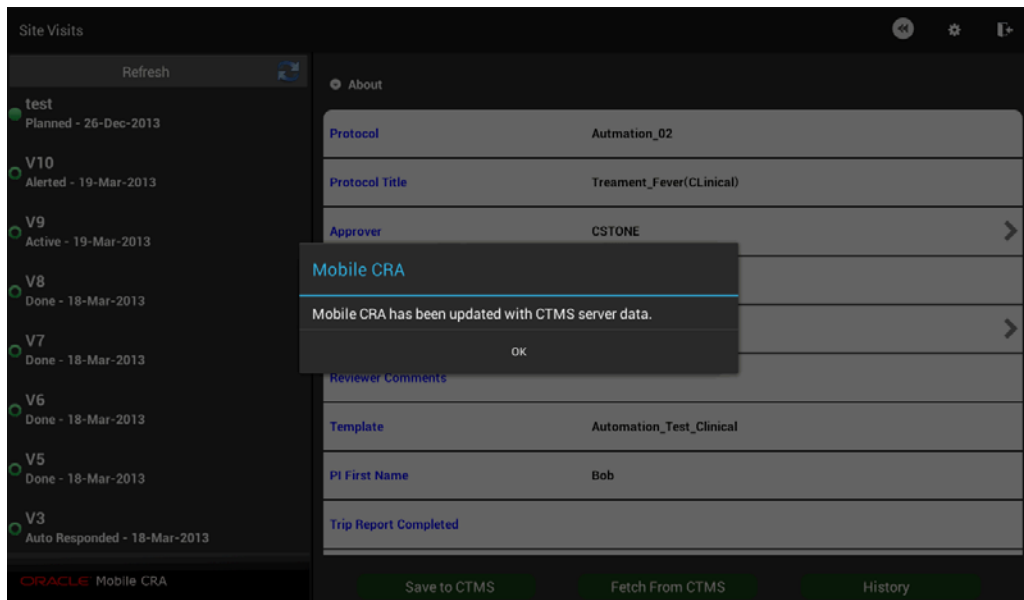 Site Visits
Refresh
test
Planned - 26-Dec-2013
V10
Alerted - 19-Mar-2013
V9
Active - 19-Mar-2013
V8
Done - 18-Mar-2013
V7
Done - 18-Mar-2013
V6
Done - 18-Mar-2013
V5
Done - 18-Mar-2013
V3
Auto Responded - 18-Mar-2013
ORACLE Mobile CRA
About
Protocol Autmation_02
Protocol Title Treament_Fever(CLinical)
Approver CSTONE
Mobile CRA
Mobile CRA has been updated with CTMS server data.
OK
Reviewer Comments
Template Automation_Test_Clinical
PI First Name Bob
Trip Report Completed
Save to CTMS Fetch From CTMS History